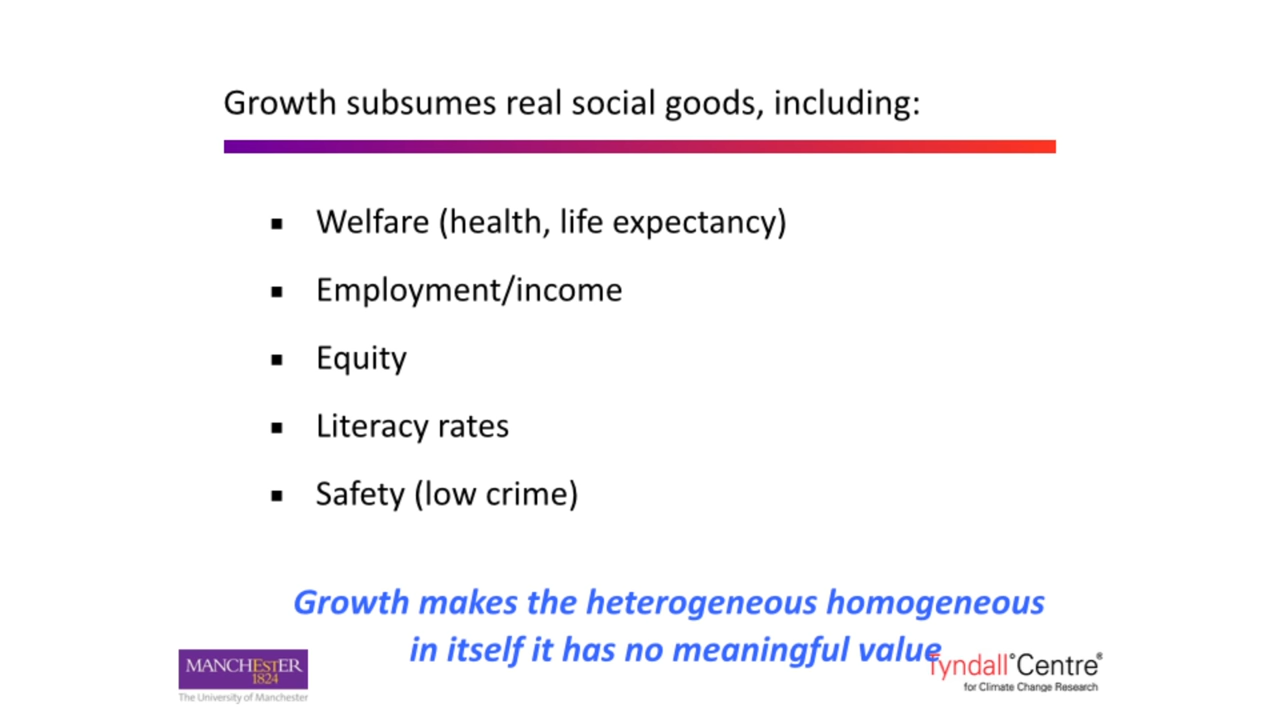 Growth subsumes real social goods, including:
▪ Welfare (health, life expectancy)
▪ Employment/income
▪ Equity
▪ Literacy rates
▪ Safety (low crime)
Growth makes the heterogeneous homogeneous
in itself it has no meaningful value
MANCHESTER
1824
The University of Manchester
Tyndall°Centre®
for Climate Change Research